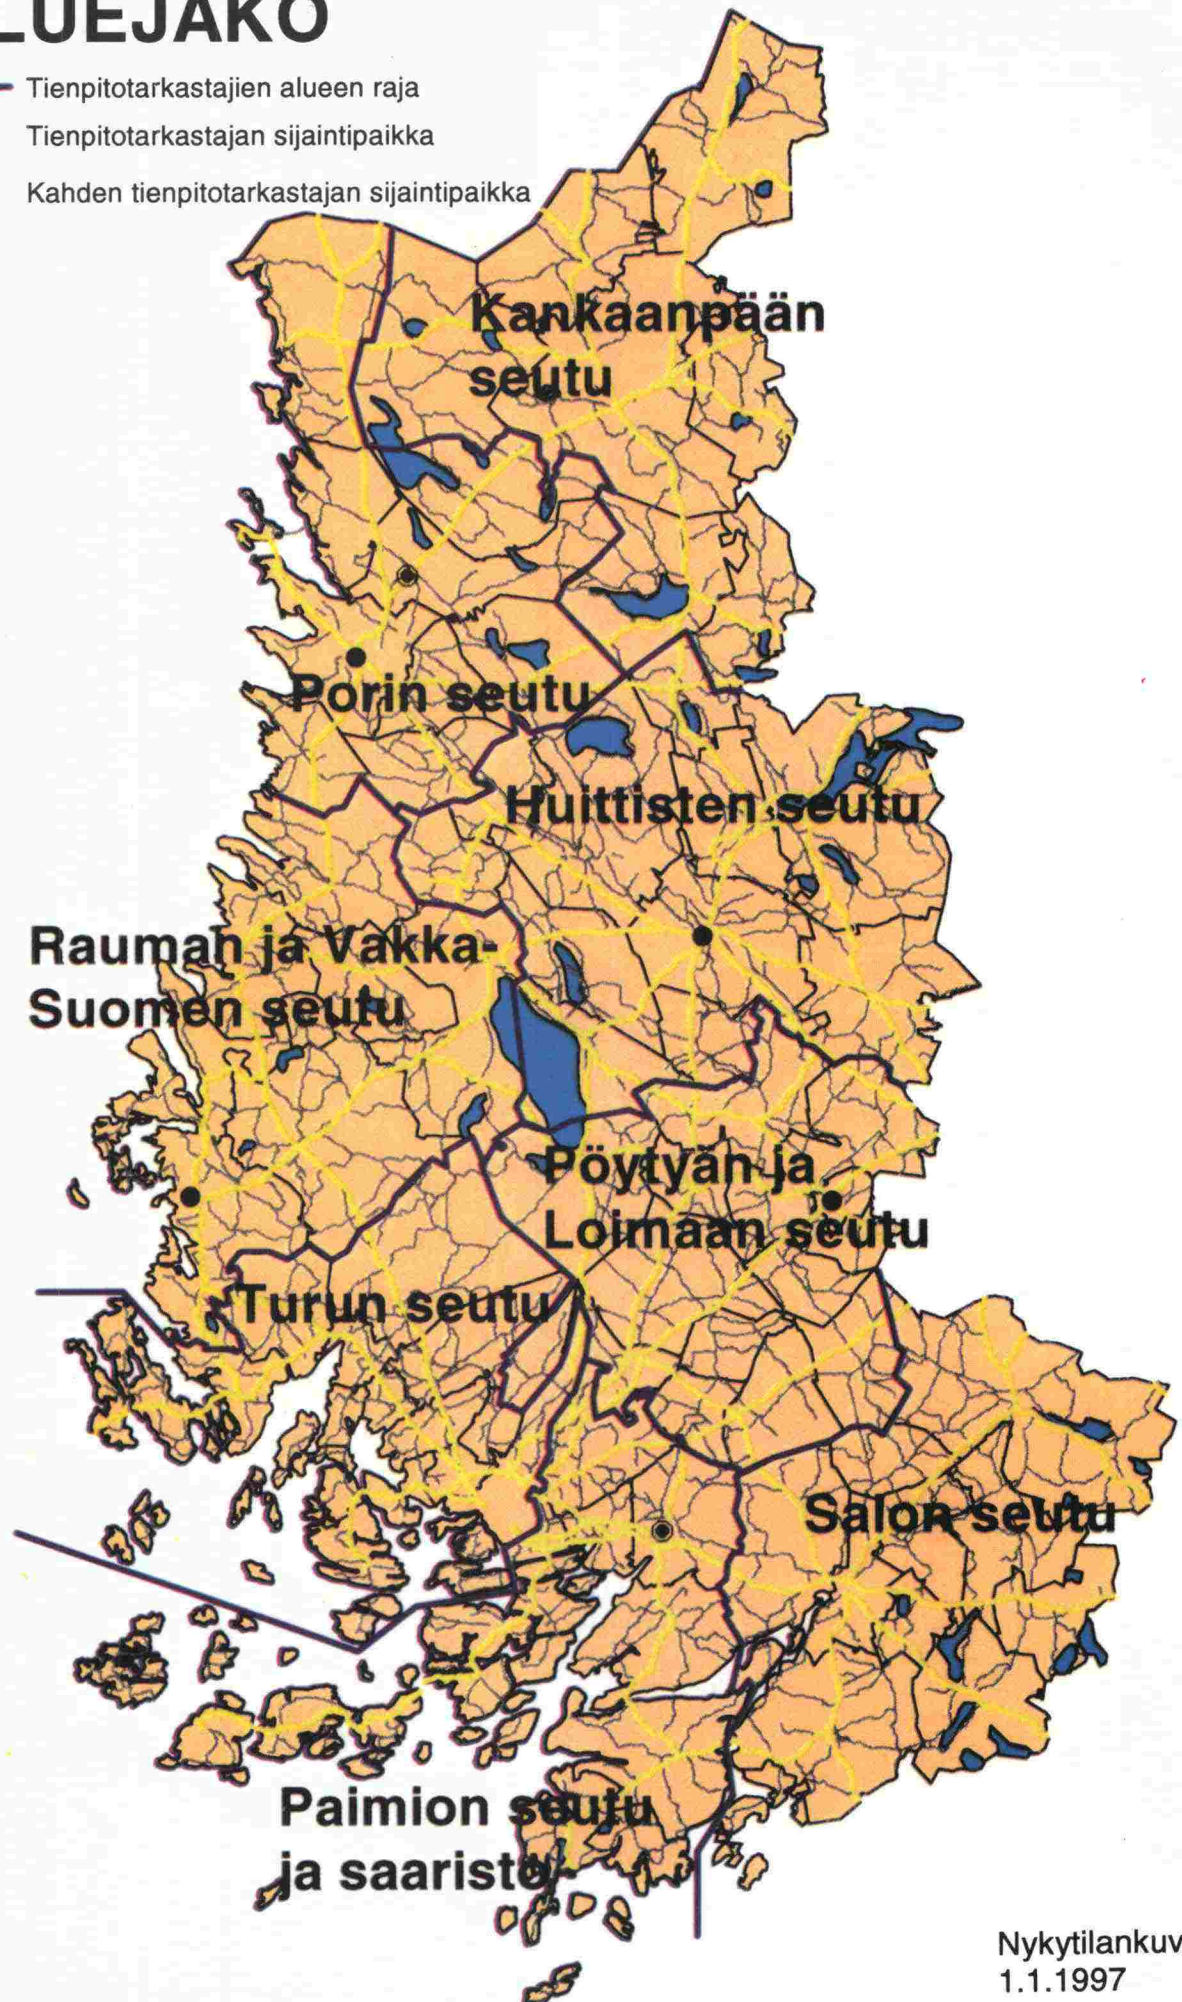 LUEJAKO
Tienpitotarkastajien alueen raja
Tienpitotarkastajan sijaintipaikka
Kahden tienpitotarkastajan sijaintipaikka
Kankaanpään
seutu
Porin seutu
Huittisten seutu
Rauman ja Vakka-
Suomen seutu
Pöytyän ja
Loimaan seutu
Turun seutu
Salon seutu
Paimion seutu
ja saaristo
Nykytilankuv
1.1.1997